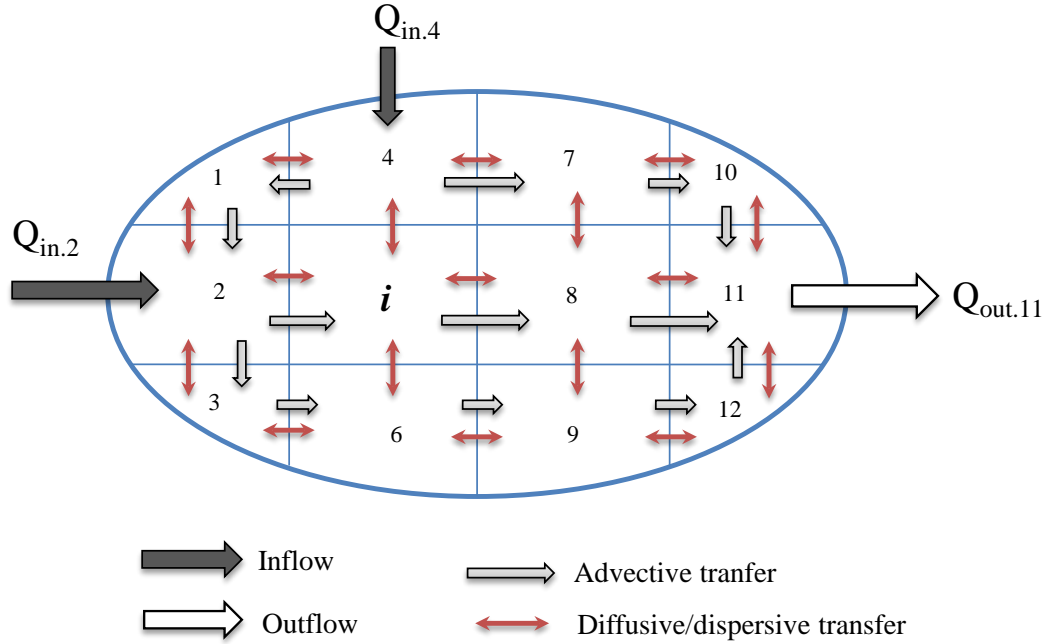 Q_in.4
4
7
1
10
Q_in.2
2
i
8
11
Q_out.11
3
6
9
12
Inflow
Advective tranfer
Outflow
Diffusive/dispersive transfer